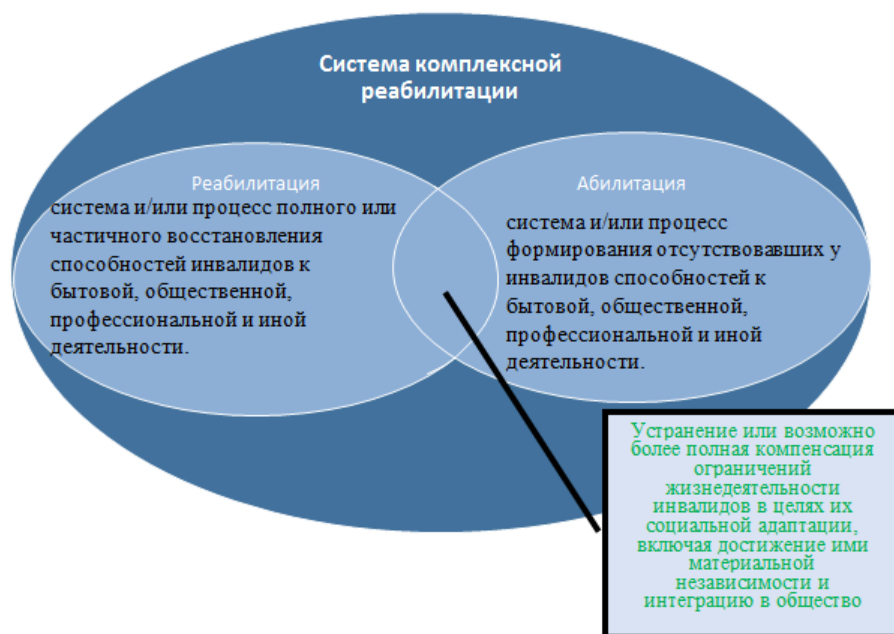 Система комплексной
реабилитации
Реабилитация
система и/или процесс полного или
частичного восстановления
способностей инвалидов к
бытовой, общественной,
профессиональной и иной
деятельности.
Абилитация
система и/или процесс
формирования отсутствовавших у
инвалидов способностей к
бытовой, общественной,
профессиональной и иной
деятельности.
Устранение или возможно
более полная компенсация
ограничений
жизнедеятельности
инвалидов в целях их
социальной адаптации,
включая достижение ими
материальной
независимости и
интеграцию в общество